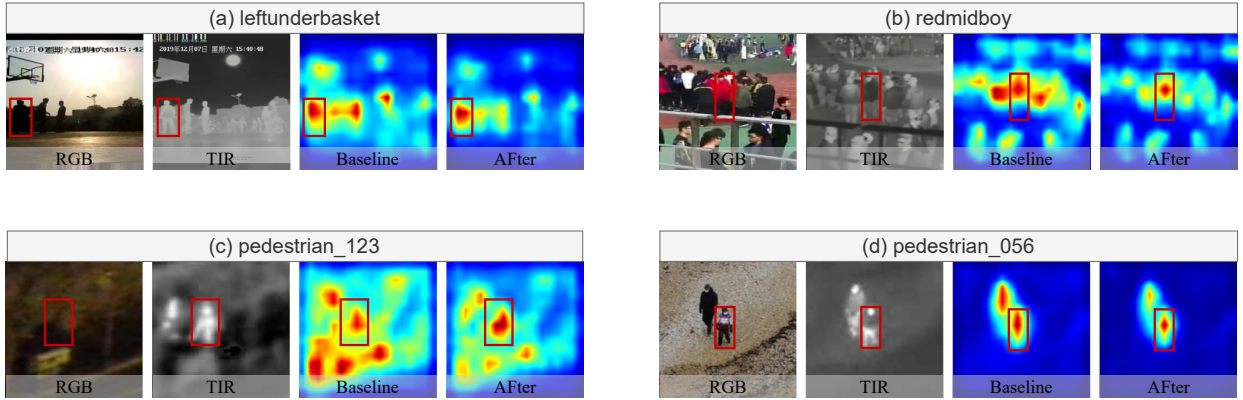 (a) leftunderbasket
2019年12月07日 星期六 15:40:48
RGB
TIR
Baseline
AFter
(b) redmidboy
RGB
TIR
Baseline
AFter
(c) pedestrian_123
RGB
TIR
Baseline
AFter
(d) pedestrian_056
RGB
TIR
Baseline
AFter